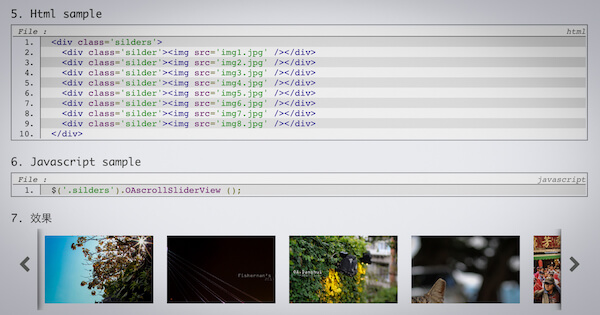 5. Html sample
File : html
1. <div class='silders'>
2. <div class='silder'><img src='img1.jpg' /></div>
3. <div class='silder'><img src='img2.jpg' /></div>
4. <div class='silder'><img src='img3.jpg' /></div>
5. <div class='silder'><img src='img4.jpg' /></div>
6. <div class='silder'><img src='img5.jpg' /></div>
7. <div class='silder'><img src='img6.jpg' /></div>
8. <div class='silder'><img src='img7.jpg' /></div>
9. <div class='silder'><img src='img8.jpg' /></div>
10. </div>
6. Javascript sample
File : javascript
1. $('.silders').OAscrollSliderView ();
7. 效果
Fisherman's